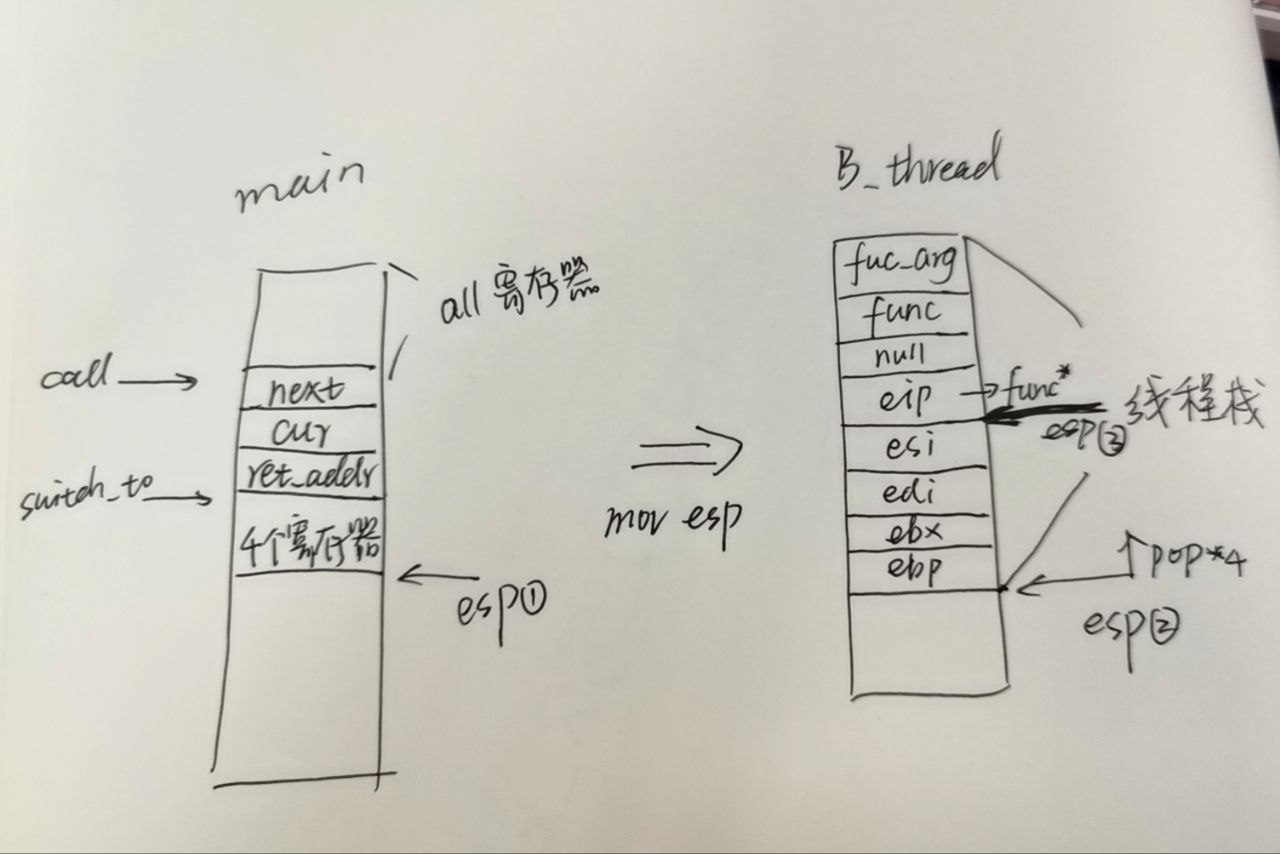 main
all 寄存器
call
next
cur
switch_to
ret_addr
4个寄存器
esp①
mov esp
B_thread
fuc_arg
func
null
eip
func*
线程栈
esp③
esi
edi
ebx
ebp
pop*4
esp②